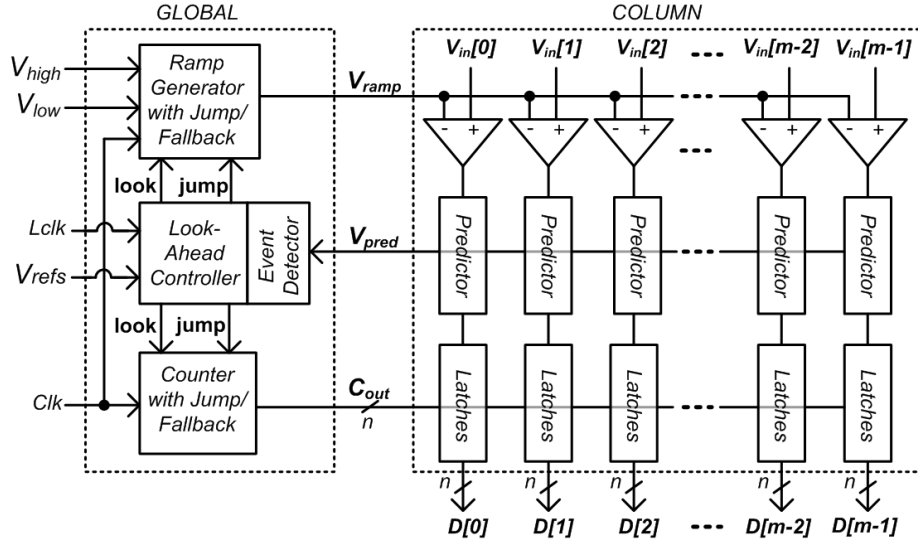 GLOBAL
COLUMN
V_high
V_low
Ramp
Generator
with Jump/
Fallback
V_ramp
V_in[0]
V_in[1]
V_in[2]
V_in[m-2]
V_in[m-1]
- +
- +
- +
- +
- +
look
jump
Lclk
V_refs
Look-
Ahead
Controller
Event
Detector
V_pred
Predictor
Predictor
Predictor
Predictor
Predictor
look
jump
Clk
Counter
with Jump/
Fallback
C_out
n
Latches
Latches
Latches
Latches
Latches
n
n
n
n
n
D[0]
D[1]
D[2]
D[m-2]
D[m-1]